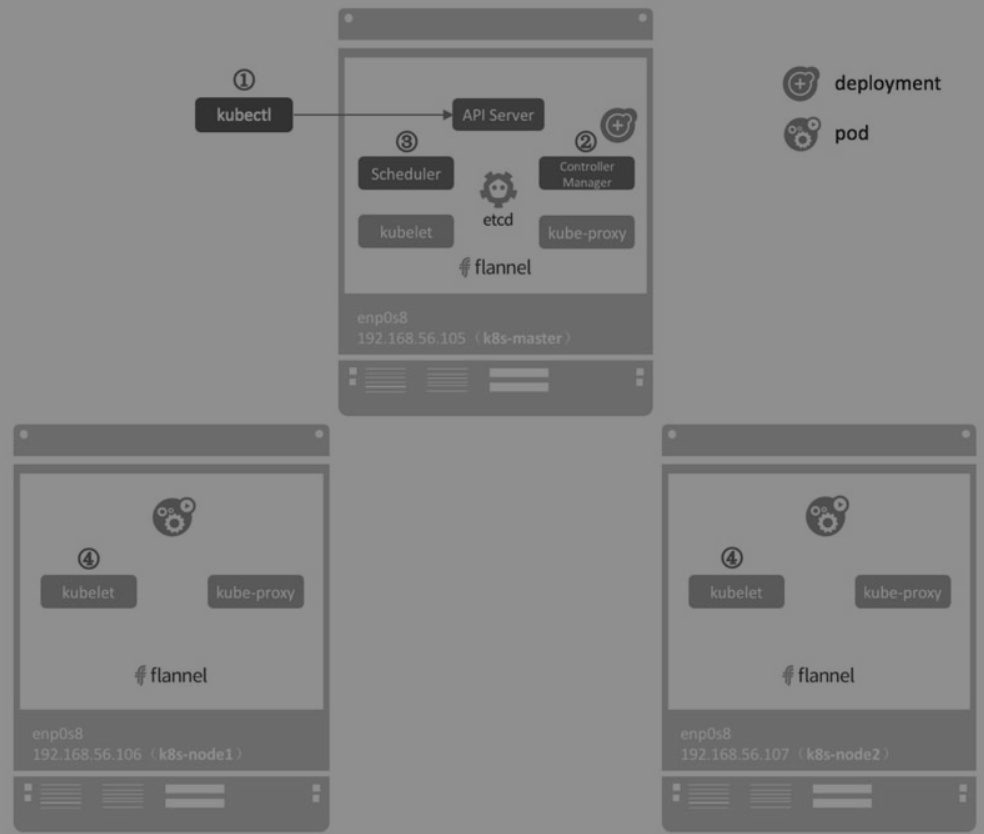 ①
kubectl
API Server
deployment
pod
③
②
Scheduler
Controller
Manager
etcd
kubelet
kube-proxy
flannel
enp0s8
192.168.56.105（k8s-master）
④
kubelet
kube-proxy
flannel
enp0s8
192.168.56.106（k8s-node1）
④
kubelet
kube-proxy
flannel
enp0s8
192.168.56.107（k8s-node2）